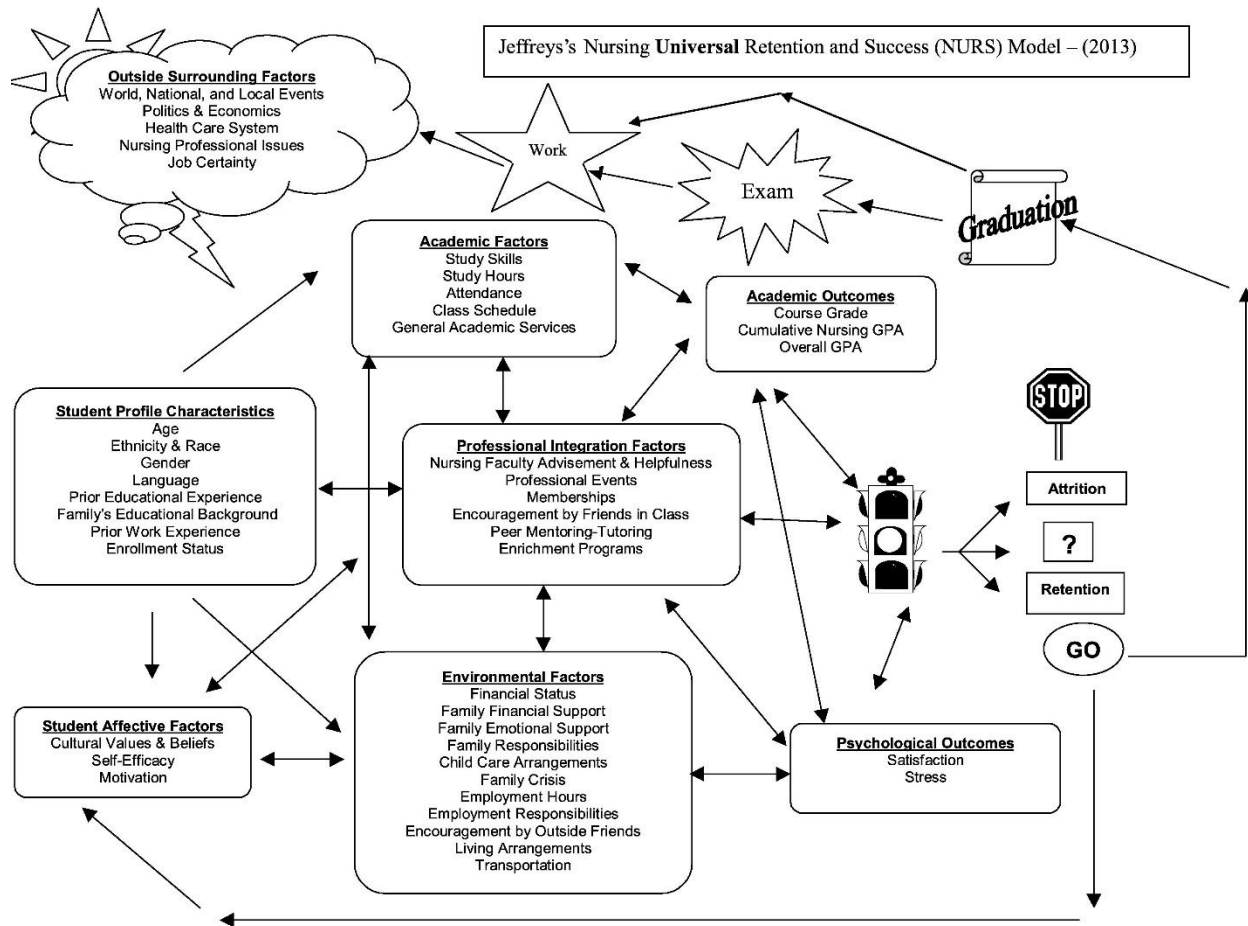 Jeffreys's Nursing Universal Retention and Success (NURS) Model – (2013)
Outside Surrounding Factors
World, National, and Local Events
Politics & Economics
Health Care System
Nursing Professional Issues
Job Certainty
Work
Exam
Graduation
Academic Factors
Study Skills
Study Hours
Attendance
Class Schedule
General Academic Services
Academic Outcomes
Course Grade
Cumulative Nursing GPA
Overall GPA
Student Profile Characteristics
Age
Ethnicity & Race
Gender
Language
Prior Educational Experience
Family's Educational Background
Prior Work Experience
Enrollment Status
Professional Integration Factors
Nursing Faculty Advisement & Helpfulness
Professional Events
Memberships
Encouragement by Friends in Class
Peer Mentoring-Tutoring
Enrichment Programs
STOP
Attrition
?
Retention
GO
Student Affective Factors
Cultural Values & Beliefs
Self-Efficacy
Motivation
Environmental Factors
Financial Status
Family Financial Support
Family Emotional Support
Family Responsibilities
Child Care Arrangements
Family Crisis
Employment Hours
Employment Responsibilities
Encouragement by Outside Friends
Living Arrangements
Transportation
Psychological Outcomes
Satisfaction
Stress